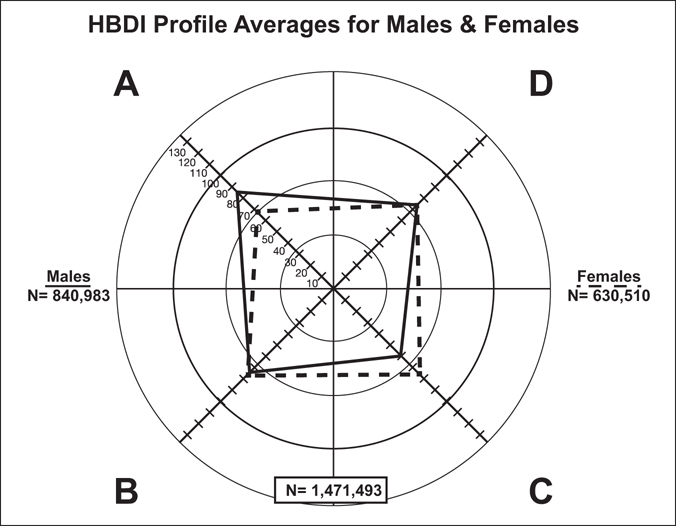 HBDI Profile Averages for Males & Females
A
D
130
120
110
100
90
80
70
60
50
40
30
20
10
Males
N= 840,983
Females
N= 630,510
B
C
N= 1,471,493